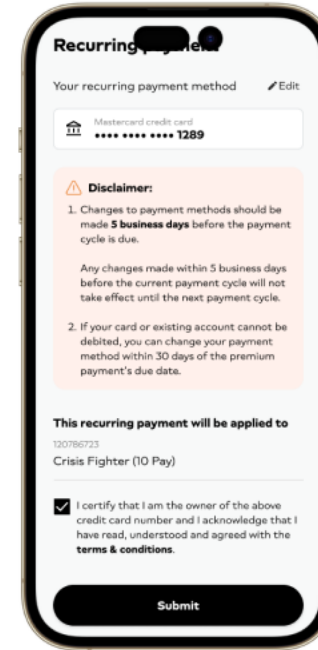 Recurring payment
Your recurring payment method
Edit
Mastercard credit card
•••• •••• •••• 1289
Disclaimer:
1. Changes to payment methods should be
made 5 business days before the payment
cycle is due.
Any changes made within 5 business days
before the current payment cycle will not
take effect until the next payment cycle.
2. If your card or existing account cannot be
debited, you can change your payment
method within 30 days of the premium
payment's due date.
This recurring payment will be applied to
120786723
Crisis Fighter (10 Pay)
I certify that I am the owner of the above
credit card number and I acknowledge that I
have read, understood and agreed with the
terms & conditions.
Submit